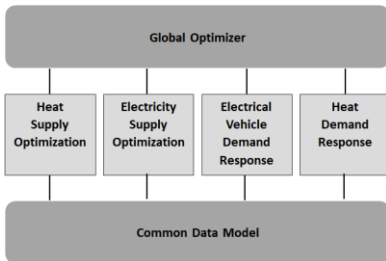 Global Optimizer
Heat
Supply
Optimization
Electricity
Supply
Optimization
Electrical
Vehicle
Demand
Response
Heat
Demand
Response
Common Data Model